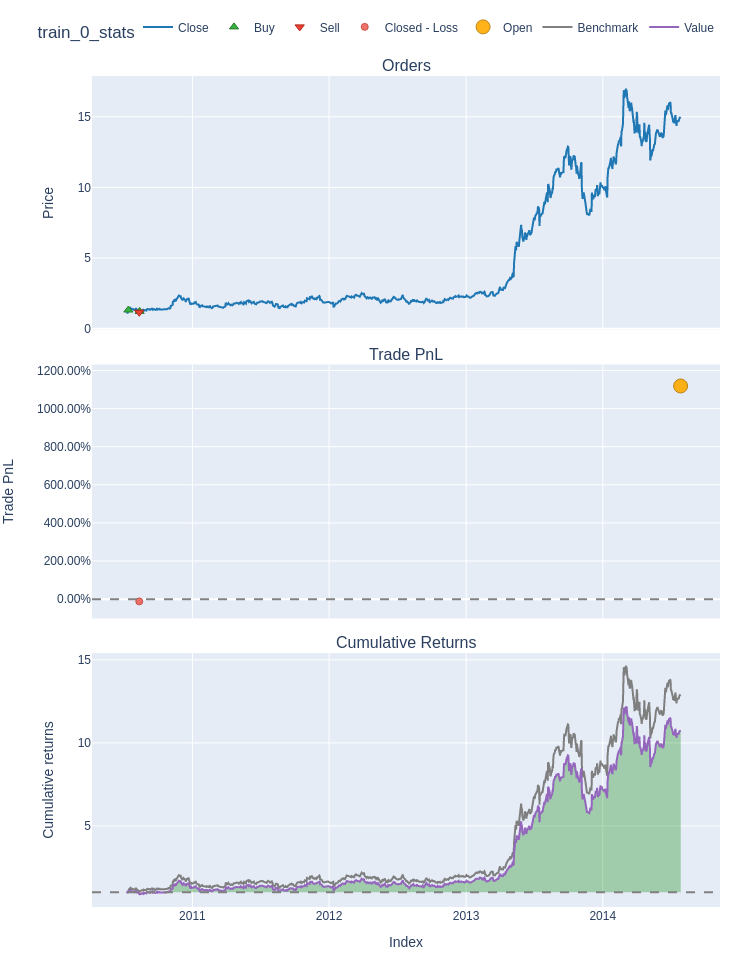 train_0_stats
Close
Buy
Sell
Closed - Loss
Open
Benchmark
Value
Orders
Price
15
10
5
0
Trade PnL
Trade PnL
1200.00%
1000.00%
800.00%
600.00%
400.00%
200.00%
0.00%
Cumulative Returns
Cumulative returns
15
10
5
2011
2012
2013
2014
Index